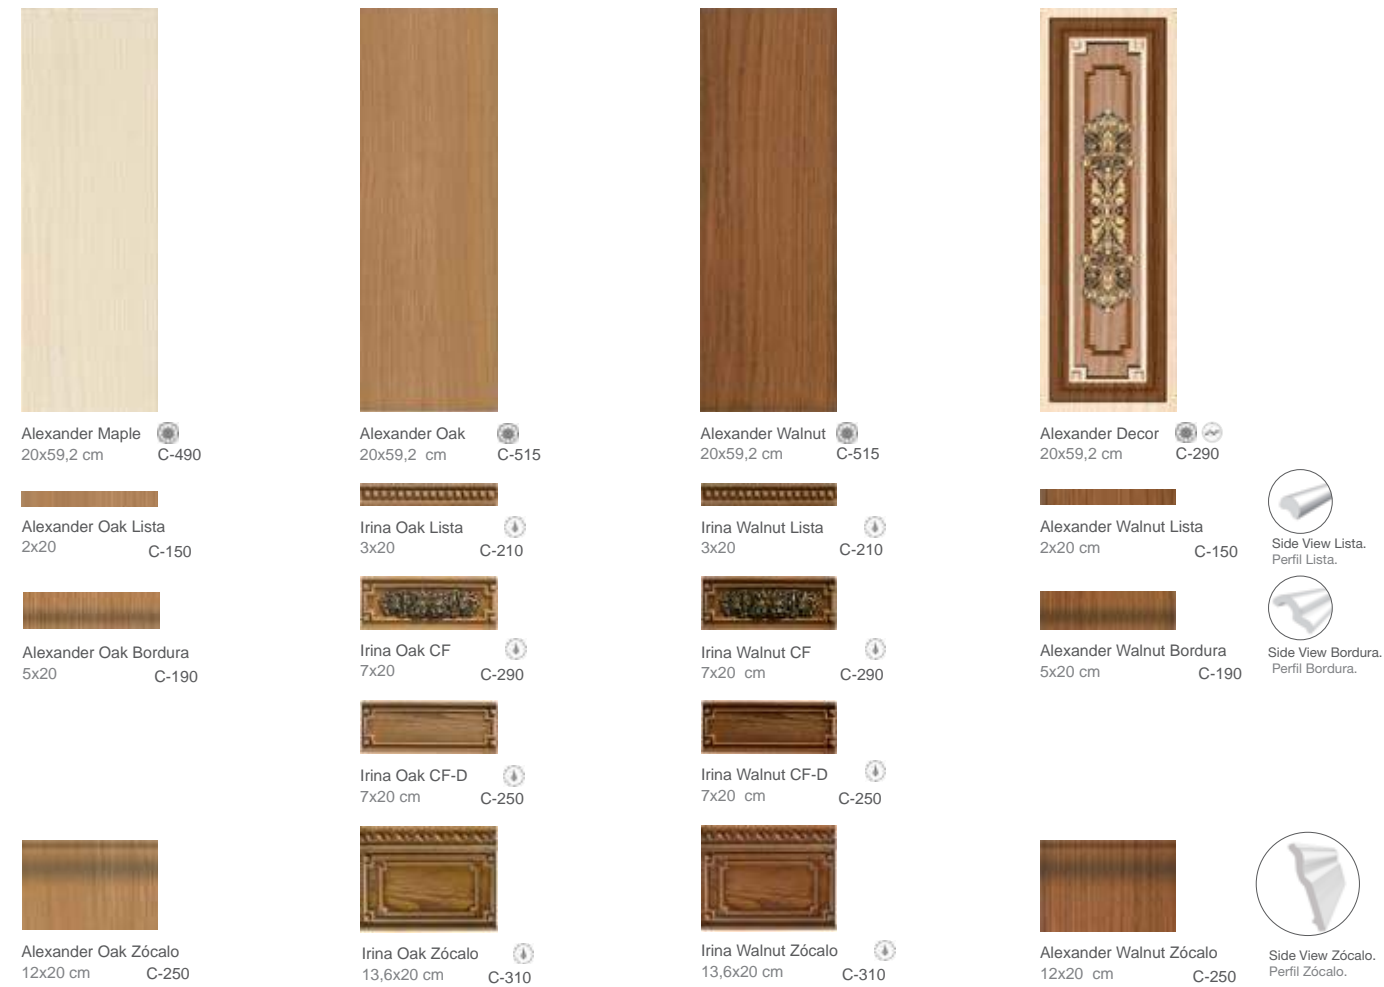 Alexander Maple
20x59,2 cm C-490
Alexander Oak
20x59,2 cm C-515
Alexander Walnut
20x59,2 cm C-515
Alexander Decor
20x59,2 cm C-290
Alexander Oak Lista
2x20 C-150
Irina Oak Lista
3x20 C-210
Irina Walnut Lista
3x20 C-210
Alexander Walnut Lista
2x20 cm C-150
Side View Lista.
Perfil Lista.
Alexander Oak Bordura
5x20 C-190
Irina Oak CF
7x20 C-290
Irina Walnut CF
7x20 cm C-290
Alexander Walnut Bordura
5x20 cm C-190
Side View Bordura.
Perfil Bordura.
Irina Oak CF-D
7x20 cm C-250
Irina Walnut CF-D
7x20 cm C-250
Alexander Oak Zócalo
12x20 cm C-250
Irina Oak Zócalo
13,6x20 cm C-310
Irina Walnut Zócalo
13,6x20 cm C-310
Alexander Walnut Zócalo
12x20 cm C-250
Side View Zócalo.
Perfil Zócalo.